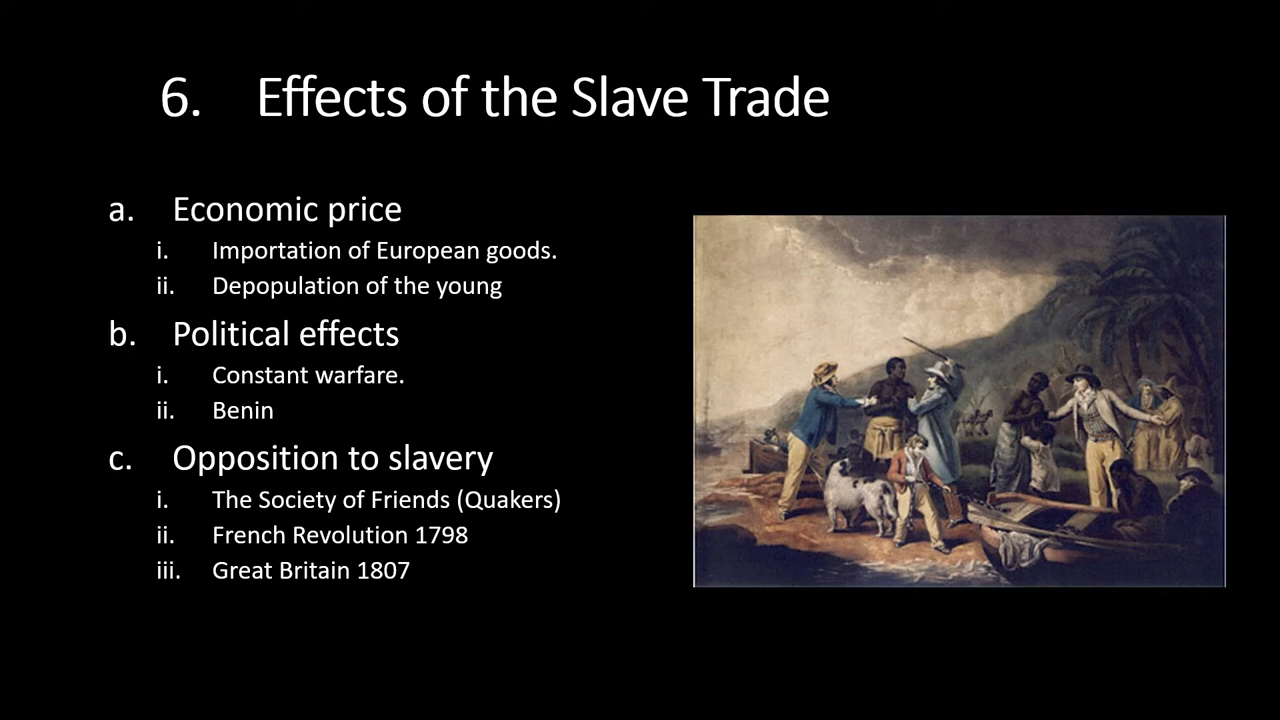 6. Effects of the Slave Trade
a. Economic price
i. Importation of European goods.
ii. Depopulation of the young
b. Political effects
i. Constant warfare.
ii. Benin
c. Opposition to slavery
i. The Society of Friends (Quakers)
ii. French Revolution 1798
iii. Great Britain 1807